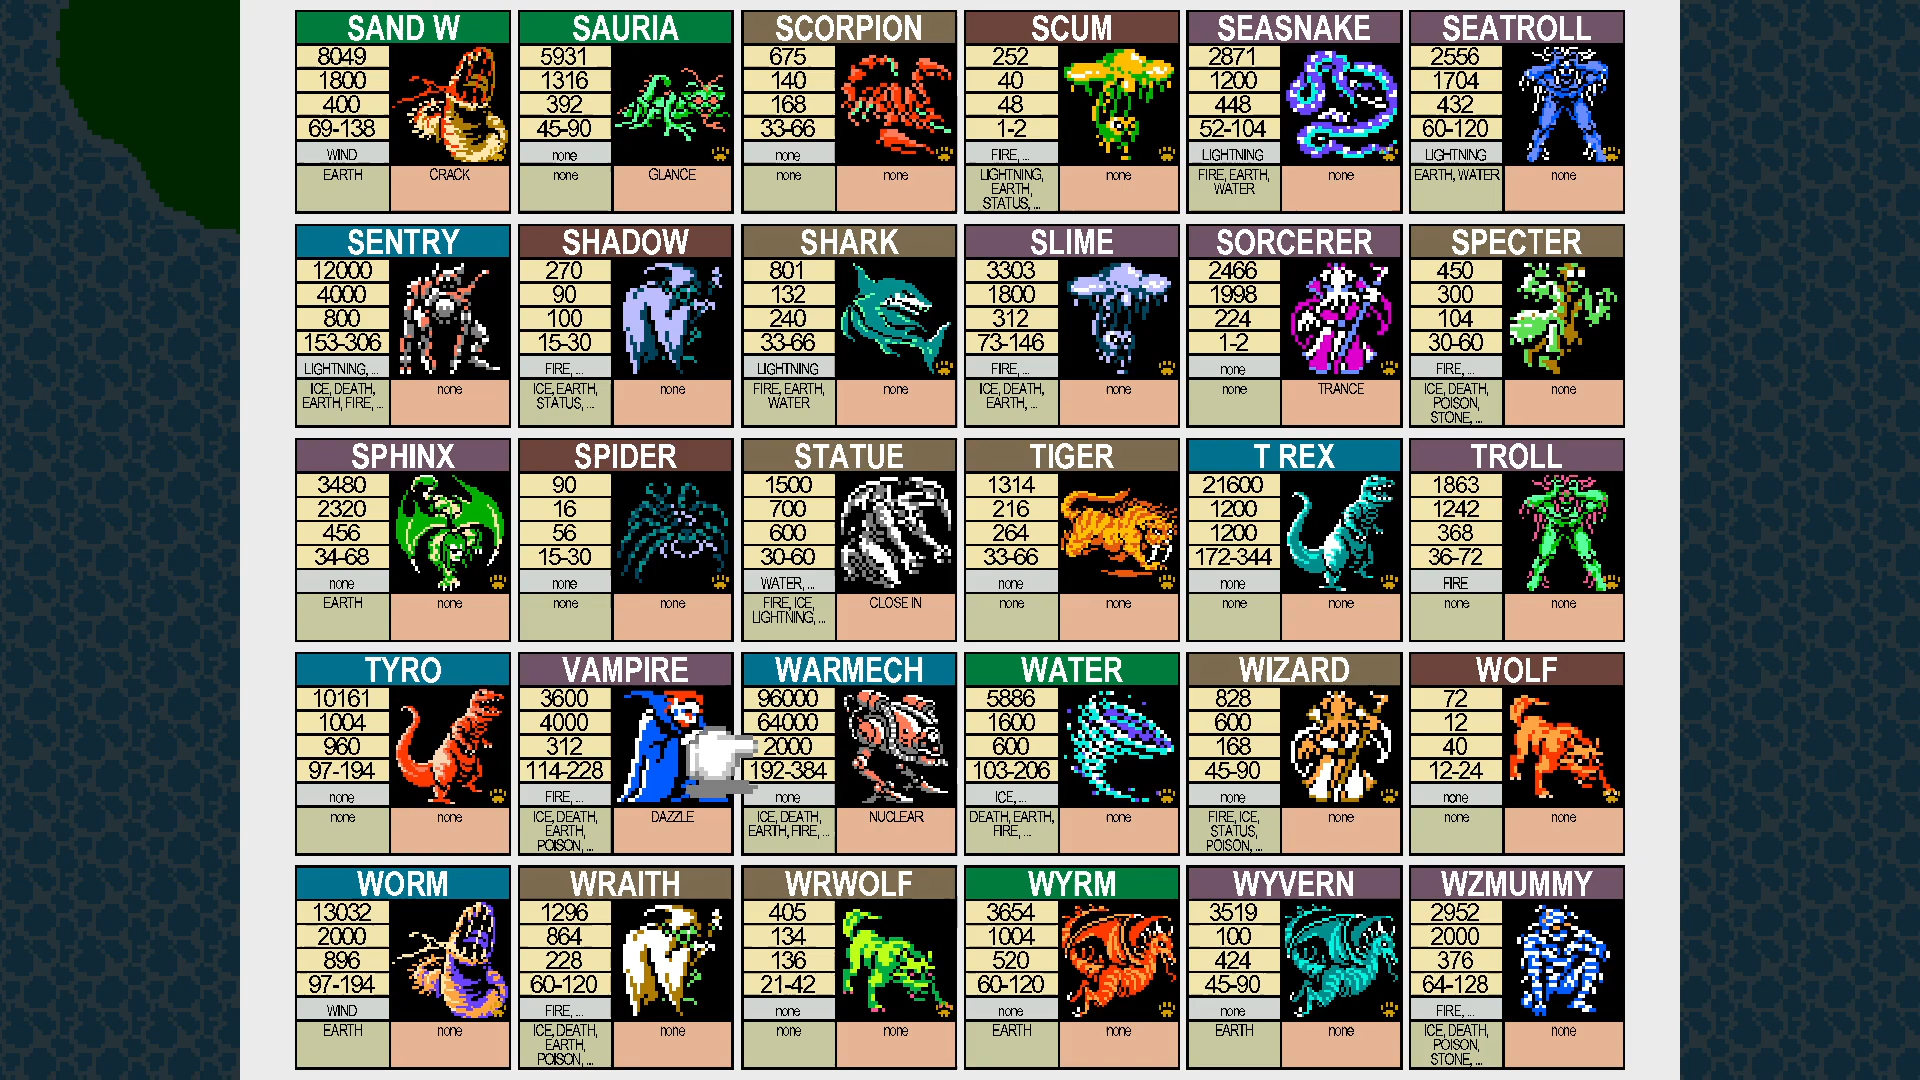 SAND W
8049
1800
400
69-138
WIND
EARTH
CRACK
SAURIA
5931
1316
392
45-90
none
none
GLANCE
SCORPION
675
140
168
33-66
none
none
none
SCUM
252
40
48
1-2
FIRE, ...
LIGHTNING,
EARTH,
STATUS, ...
none
SEASNAKE
2871
1200
448
52-104
LIGHTNING
FIRE, EARTH,
WATER
none
SEATROLL
2556
1704
432
60-120
LIGHTNING
EARTH, WATER
none
SENTRY
12000
4000
800
153-306
LIGHTNING, ...
ICE, DEATH,
EARTH, FIRE, ...
none
SHADOW
270
90
100
15-30
FIRE, ...
ICE, EARTH,
STATUS, ...
none
SHARK
801
132
240
33-66
LIGHTNING
FIRE, EARTH,
WATER
none
SLIME
3303
1800
312
73-146
FIRE, ...
ICE, DEATH,
EARTH, ...
none
SORCERER
2466
1998
224
1-2
none
none
TRANCE
SPECTER
450
300
104
30-60
FIRE, ...
ICE, DEATH,
POISON,
STONE, ...
none
SPHINX
3480
2320
456
34-68
none
EARTH
none
SPIDER
90
16
56
15-30
none
none
none
STATUE
1500
700
600
30-60
WATER, ...
FIRE, ICE,
LIGHTNING, ...
CLOSE IN
TIGER
1314
216
264
33-66
none
none
none
T REX
21600
1200
1200
172-344
none
none
none
TROLL
1863
1242
368
36-72
FIRE
none
none
TYRO
10161
1004
960
97-194
none
none
none
VAMPIRE
3600
4000
312
114-228
FIRE, ...
ICE, DEATH,
EARTH,
POISON, ...
DAZZLE
WARMECH
96000
64000
2000
192-384
none
ICE, DEATH,
EARTH, FIRE, ...
NUCLEAR
WATER
5886
1600
600
103-206
ICE, ...
DEATH, EARTH,
FIRE, ...
none
WIZARD
828
600
168
45-90
none
FIRE, ICE,
STATUS,
POISON, ...
none
WOLF
72
12
40
12-24
none
none
none
WORM
13032
2000
896
97-194
WIND
EARTH
none
WRAITH
1296
864
228
60-120
FIRE, ...
ICE, DEATH,
EARTH,
POISON, ...
none
WRWOLF
405
134
136
21-42
none
none
none
WYRM
3654
1004
520
60-120
none
EARTH
none
WYVERN
3519
100
424
45-90
none
EARTH
none
WZMUMMY
2952
2000
376
64-128
FIRE, ...
ICE, DEATH,
POISON,
STONE, ...
none